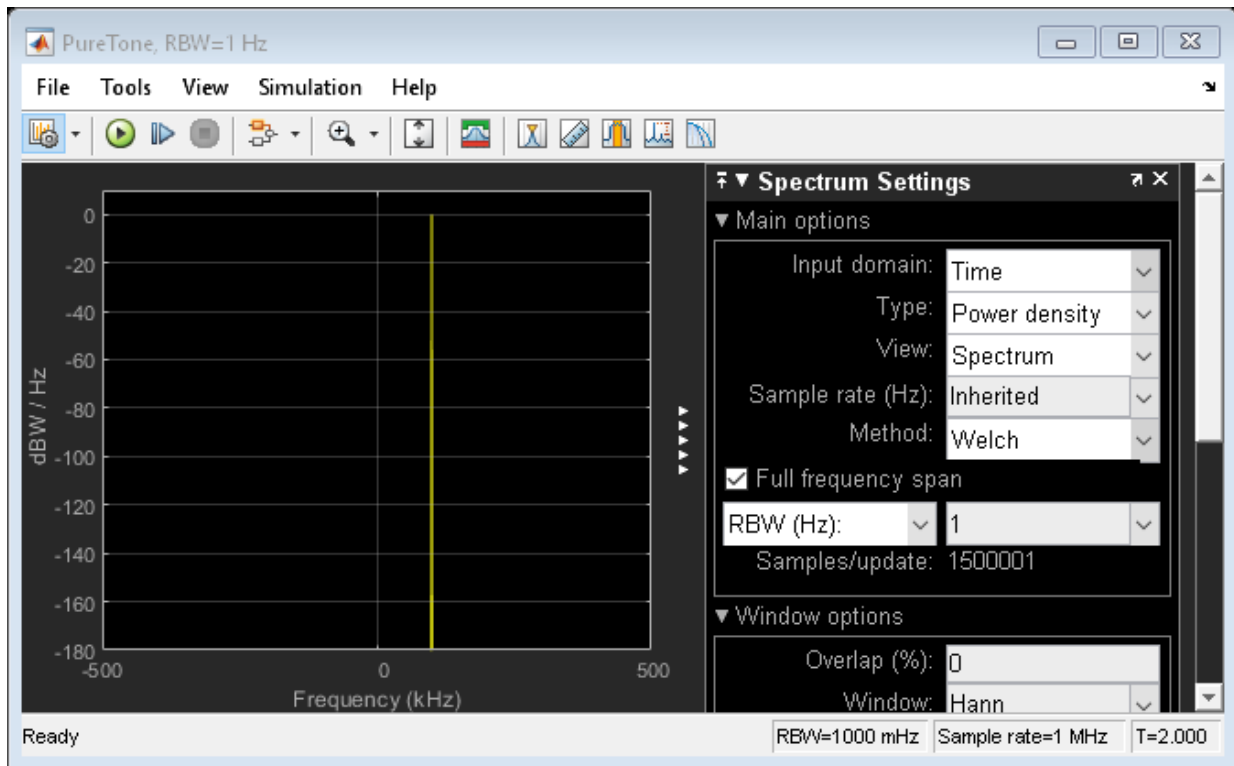 PureTone, RBW=1 Hz
File Tools View Simulation Help
Spectrum Settings
Main options
Input domain: Time
Type: Power density
View: Spectrum
Sample rate (Hz): Inherited
Method: Welch
Full frequency span
RBW (Hz): 1
Samples/update: 1500001
Window options
Overlap (%): 0
Window: Hann
0
-20
-40
-60
-80
-100
-120
-140
-160
-180
dBW / Hz
-500 0 500
Frequency (kHz)
Ready RBW=1000 mHz Sample rate=1 MHz T=2.000